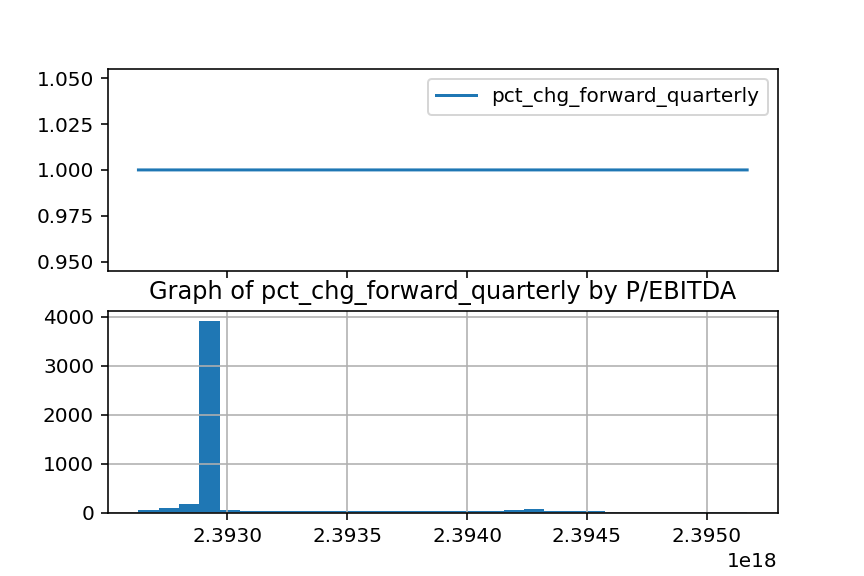 1.050
pct_chg_forward_quarterly
1.025
1.000
0.975
0.950
Graph of pct_chg_forward_quarterly by P/EBITDA
4000
3000
2000
1000
0
2.3930 2.3935 2.3940 2.3945 2.3950
1e18